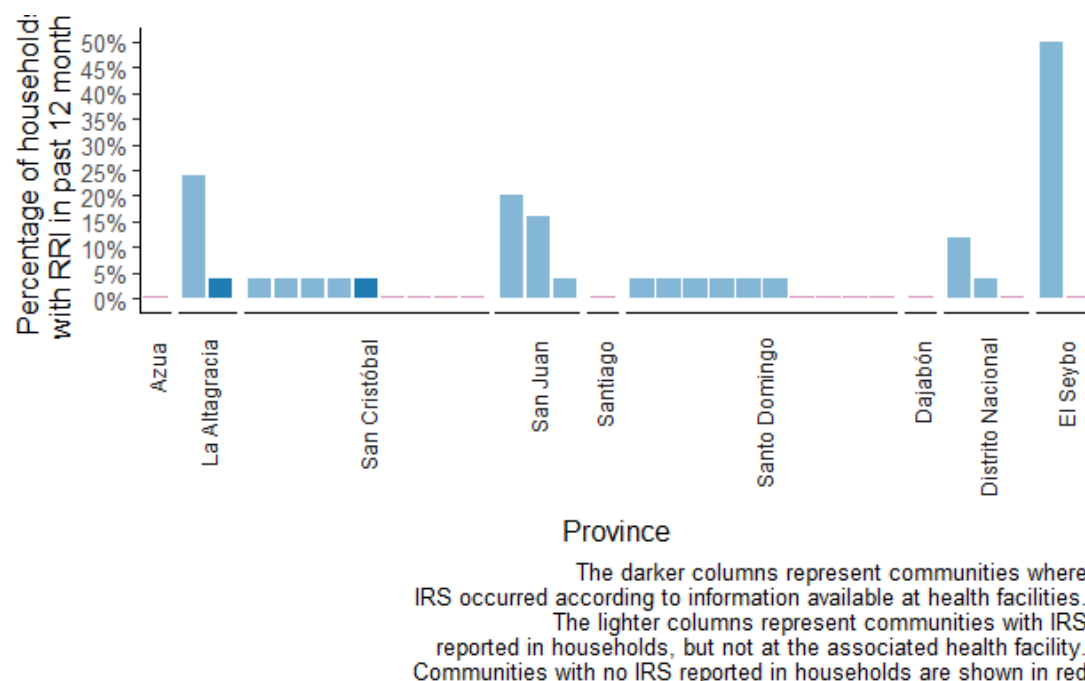 Percentage of households
with RRI in past 12 month
50%
45%
40%
35%
30%
25%
20%
15%
10%
5%
0%
Azua
La Altagracia
San Cristóbal
San Juan
Santiago
Santo Domingo
Dajabón
Distrito Nacional
El Seybo
Province
The darker columns represent communities where
IRS occurred according to information available at health facilities.
The lighter columns represent communities with IRS
reported in households, but not at the associated health facility.
Communities with no IRS reported in households are shown in red